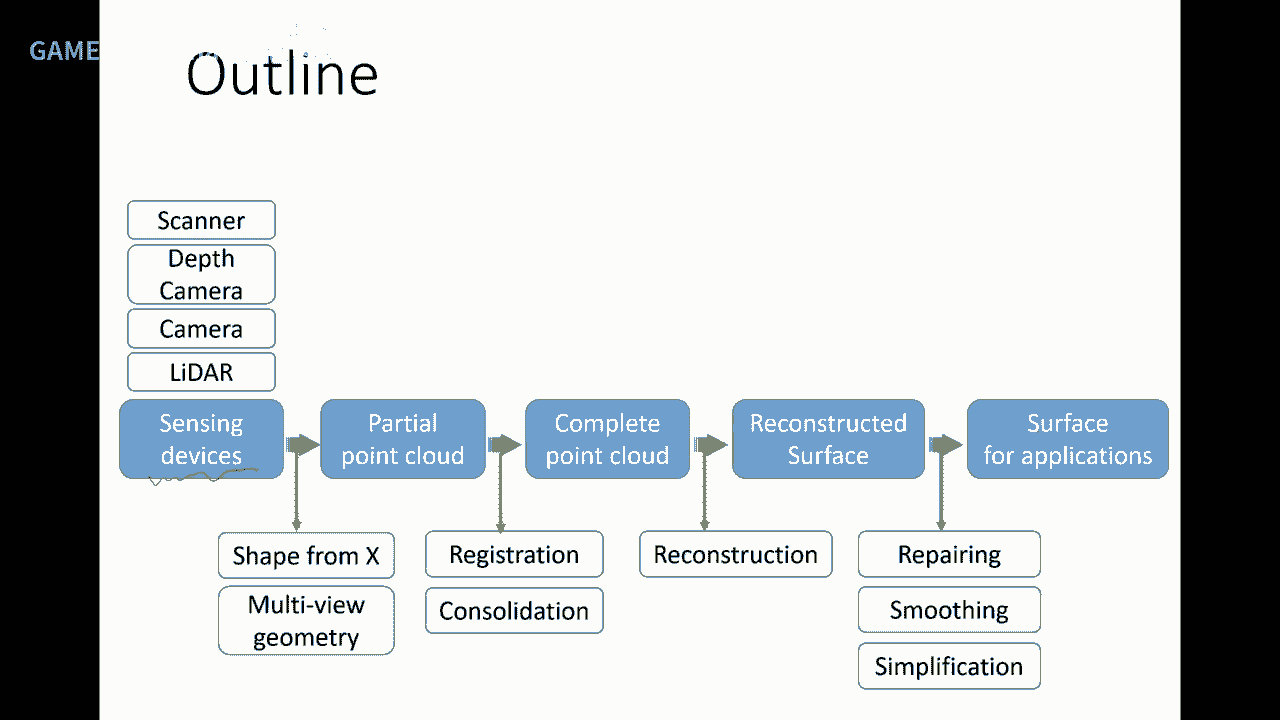 GAME
Outline
Scanner
Depth
Camera
Camera
LiDAR
Sensing
devices
Partial
point cloud
Complete
point cloud
Reconstructed
Surface
Surface
for applications
Shape from X
Multi-view
geometry
Registration
Consolidation
Reconstruction
Repairing
Smoothing
Simplification